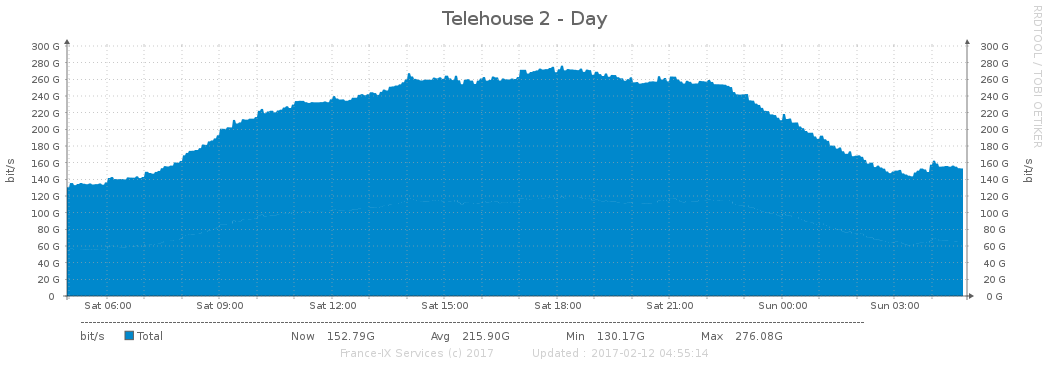 Telehouse 2 - Day
RRDTOOL / TOBI OETIKER
300 G 300 G
280 G 280 G
260 G 260 G
240 G 240 G
220 G 220 G
200 G 200 G
180 G 180 G
160 G 160 G
140 G 140 G
120 G 120 G
100 G 100 G
80 G 80 G
60 G 60 G
40 G 40 G
20 G 20 G
0 0 G
bit/s bit/s
Sat 06:00 Sat 09:00 Sat 12:00 Sat 15:00 Sat 18:00 Sat 21:00 Sun 00:00 Sun 03:00
bit/s Total Now 152.79G Avg 215.90G Min 130.17G Max 276.08G
France-IX Services (c) 2017 Updated : 2017-02-12 04:55:14